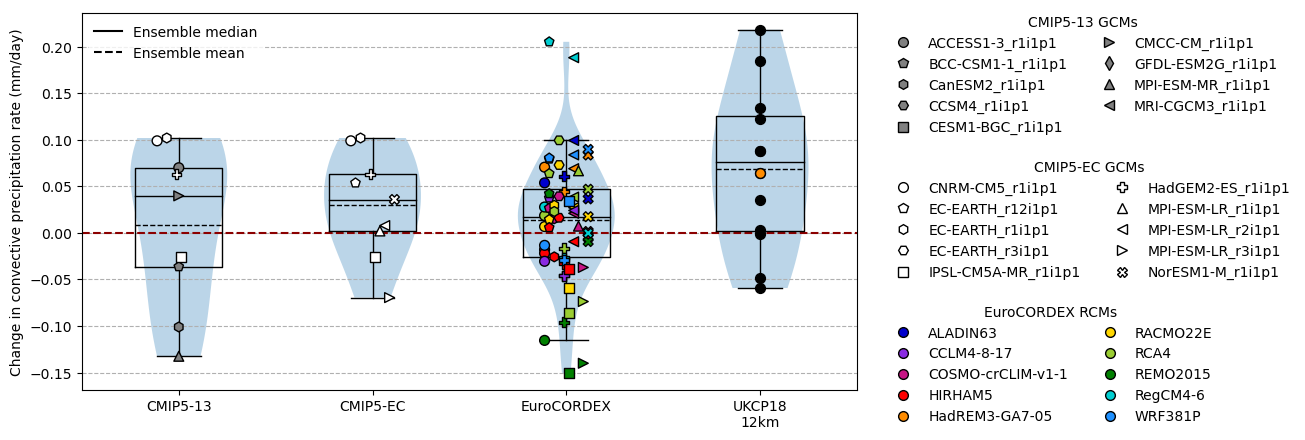 Change in convective precipitation rate (mm/day)
0.20
0.15
0.10
0.05
0.00
−0.05
−0.10
−0.15
Ensemble median
Ensemble mean
CMIP5-13
CMIP5-EC
EuroCORDEX
UKCP18
12km
CMIP5-13 GCMs
ACCESS1-3_r1i1p1
BCC-CSM1-1_r1i1p1
CanESM2_r1i1p1
CCSM4_r1i1p1
CESM1-BGC_r1i1p1
CMCC-CM_r1i1p1
GFDL-ESM2G_r1i1p1
MPI-ESM-MR_r1i1p1
MRI-CGCM3_r1i1p1
CMIP5-EC GCMs
CNRM-CM5_r1i1p1
EC-EARTH_r12i1p1
EC-EARTH_r1i1p1
EC-EARTH_r3i1p1
IPSL-CM5A-MR_r1i1p1
HadGEM2-ES_r1i1p1
MPI-ESM-LR_r1i1p1
MPI-ESM-LR_r2i1p1
MPI-ESM-LR_r3i1p1
NorESM1-M_r1i1p1
EuroCORDEX RCMs
ALADIN63
CCLM4-8-17
COSMO-crCLIM-v1-1
HIRHAM5
HadREM3-GA7-05
RACMO22E
RCA4
REMO2015
RegCM4-6
WRF381P